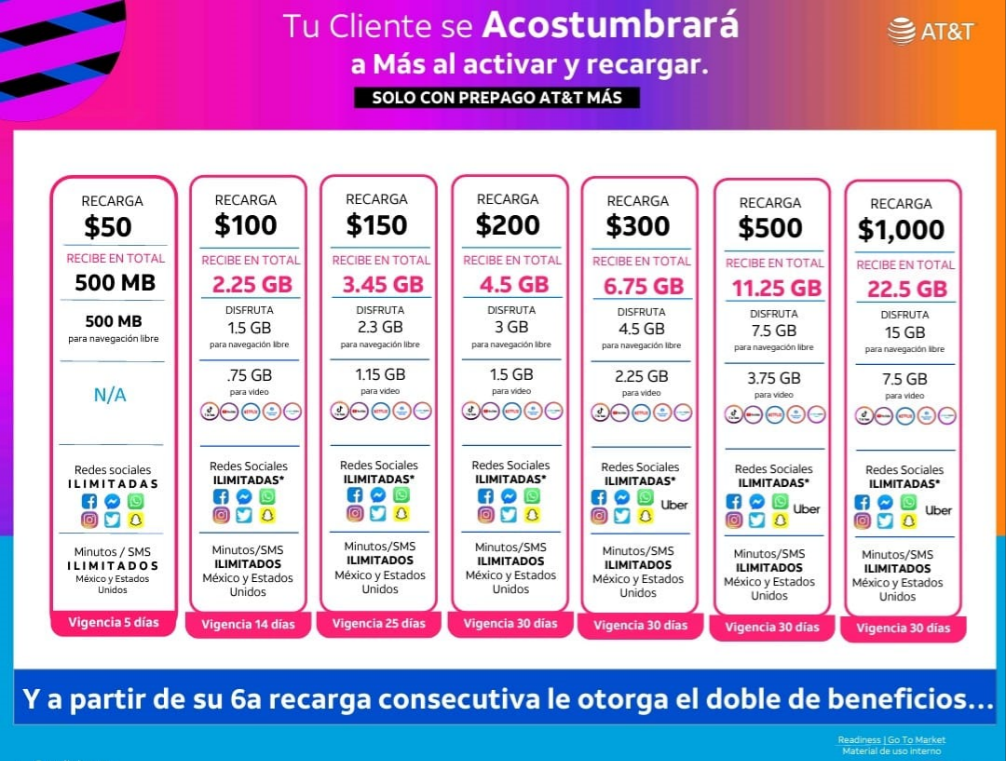 Tu Cliente se Acostumbrará
a Más al activar y recargar.
SOLO CON PREPAGO AT&T MÁS
AT&T
RECARGA
$50
RECIBE EN TOTAL
500 MB
500 MB
para navegación libre
N/A
Redes sociales
ILIMITADAS
Minutos / SMS
ILIMITADOS
México y Estados
Unidos
Vigencia 5 días
RECARGA
$100
RECIBE EN TOTAL
2.25 GB
DISFRUTA
1.5 GB
para navegación libre
.75 GB
para video
Redes Sociales
ILIMITADAS*
Minutos/SMS
ILIMITADOS
México y Estados
Unidos
Vigencia 14 días
RECARGA
$150
RECIBE EN TOTAL
3.45 GB
DISFRUTA
2.3 GB
para navegación libre
1.15 GB
para video
Redes Sociales
ILIMITADAS*
Minutos/SMS
ILIMITADOS
México y Estados
Unidos
Vigencia 25 días
RECARGA
$200
RECIBE EN TOTAL
4.5 GB
DISFRUTA
3 GB
para navegación libre
1.5 GB
para video
Redes Sociales
ILIMITADAS*
Minutos/SMS
ILIMITADOS
México y Estados
Unidos
Vigencia 30 días
RECARGA
$300
RECIBE EN TOTAL
6.75 GB
DISFRUTA
4.5 GB
para navegación libre
2.25 GB
para video
Redes Sociales
ILIMITADAS*
Uber
Minutos/SMS
ILIMITADOS
México y Estados
Unidos
Vigencia 30 días
RECARGA
$500
RECIBE EN TOTAL
11.25 GB
DISFRUTA
7.5 GB
para navegación libre
3.75 GB
para video
Redes Sociales
ILIMITADAS*
Uber
Minutos/SMS
ILIMITADOS
México y Estados
Unidos
Vigencia 30 días
RECARGA
$1,000
RECIBE EN TOTAL
22.5 GB
DISFRUTA
15 GB
para navegación libre
7.5 GB
para video
Redes Sociales
ILIMITADAS*
Uber
Minutos/SMS
ILIMITADOS
México y Estados
Unidos
Vigencia 30 días
Y a partir de su 6a recarga consecutiva le otorga el doble de beneficios...
Readiness | Go To Market
Material de uso interno